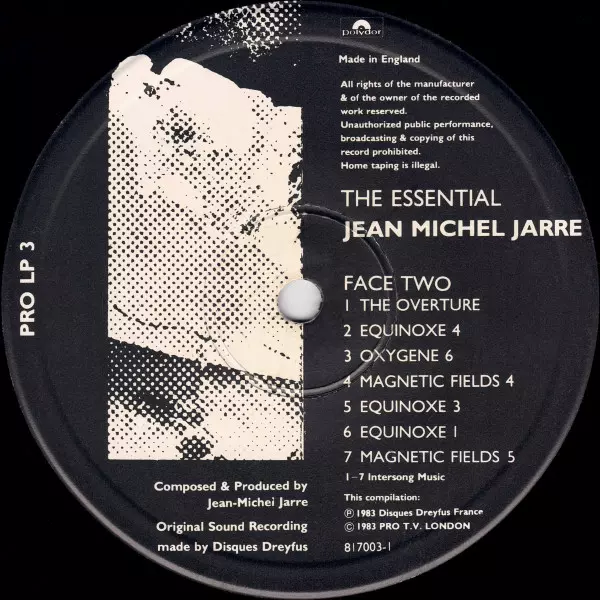 polydor
Made in England
All rights of the manufacturer
& of the owner of the recorded
work reserved.
Unauthorized public performance,
broadcasting & copying of this
record prohibited.
Home taping is illegal.
THE ESSENTIAL
JEAN MICHEL JARRE
PRO LP 3
FACE TWO
1 THE OVERTURE
2 EQUINOXE 4
3 OXYGENE 6
4 MAGNETIC FIELDS 4
5 EQUINOXE 3
6 EQUINOXE 1
7 MAGNETIC FIELDS 5
1–7 Intersong Music
Composed & Produced by
Jean-Michei Jarre
Original Sound Recording
made by Disques Dreyfus
This compilation:
℗ 1983 Disques Dreyfus France
© 1983 PRO T.V. LONDON
817003-1